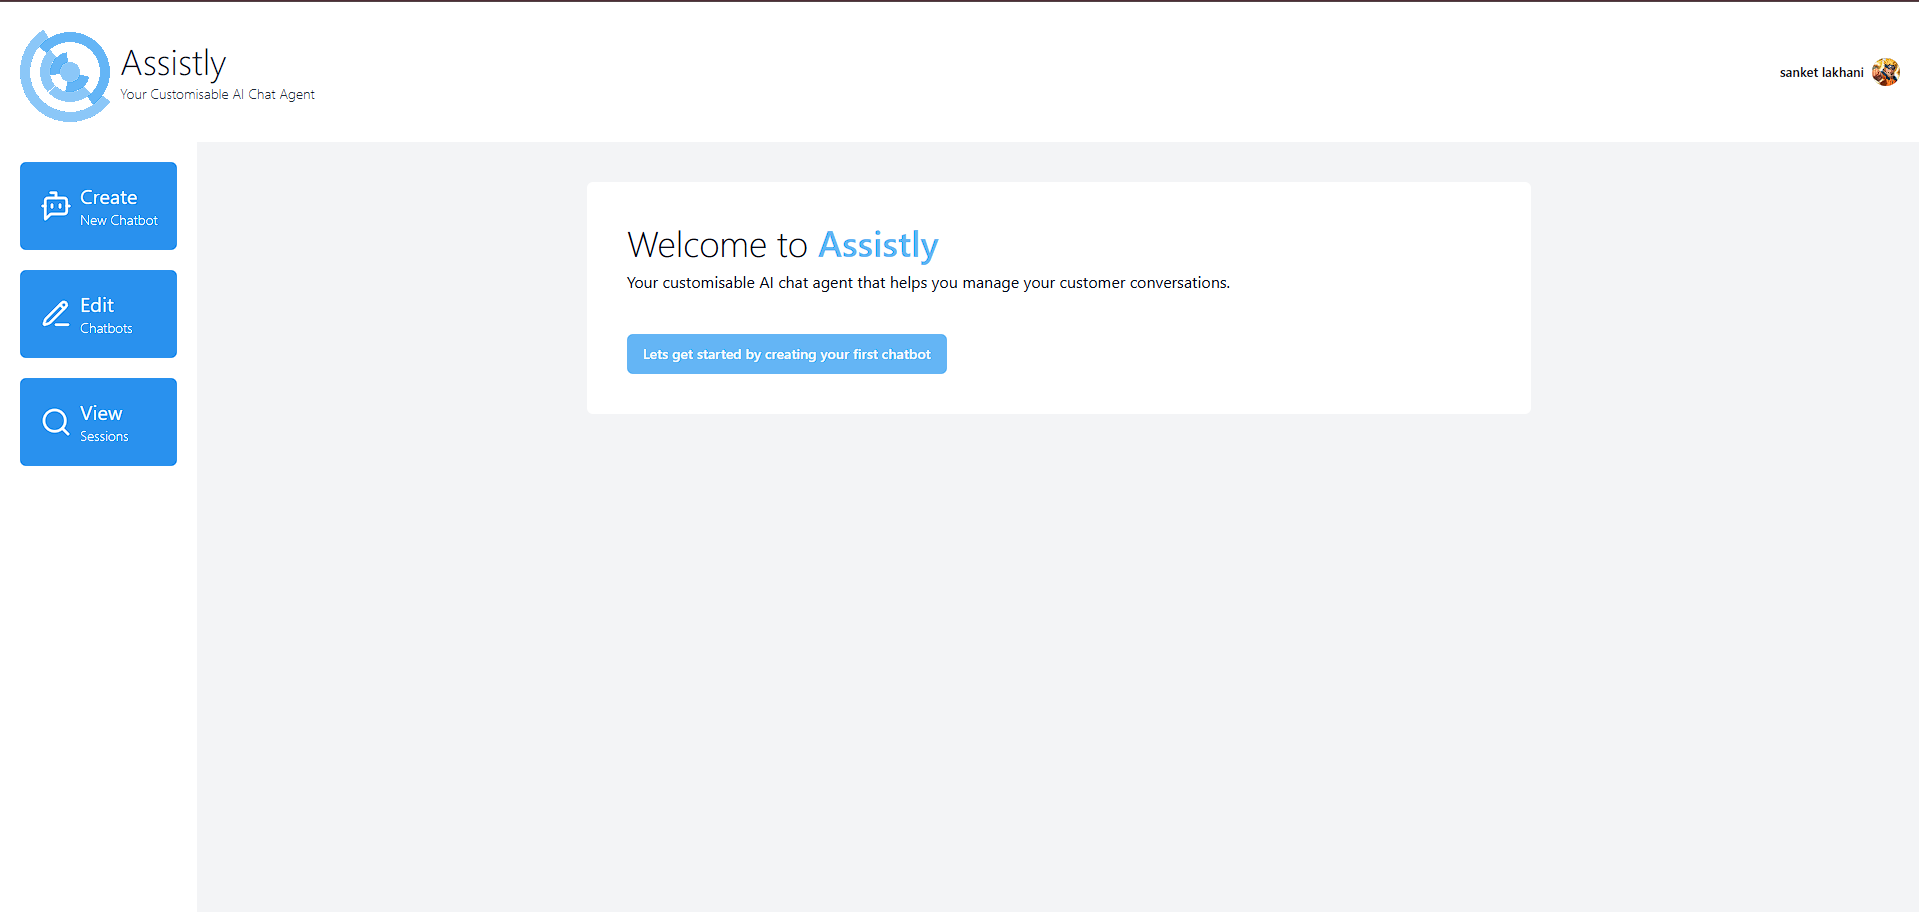 Assistly
Your Customisable AI Chat Agent
sanket lakhani
Create
New Chatbot
Edit
Chatbots
View
Sessions
Welcome to Assistly
Your customisable AI chat agent that helps you manage your customer conversations.
Lets get started by creating your first chatbot